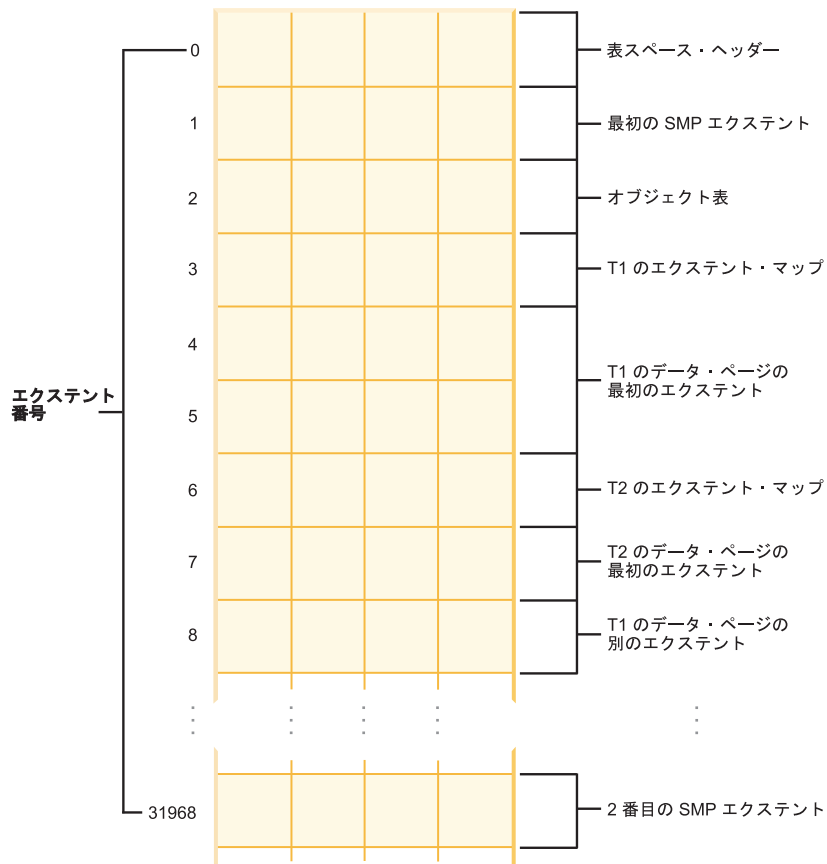 0
表スペース・ヘッダー
1
最初の SMP エクステント
2
オブジェクト表
3
T1 のエクステント・マップ
4
エクステント
番号
T1 のデータ・ページの
最初のエクステント
5
6
T2 のエクステント・マップ
7
T2 のデータ・ページの
最初のエクステント
8
T1 のデータ・ページの
別のエクステント
31968
2 番目の SMP エクステント